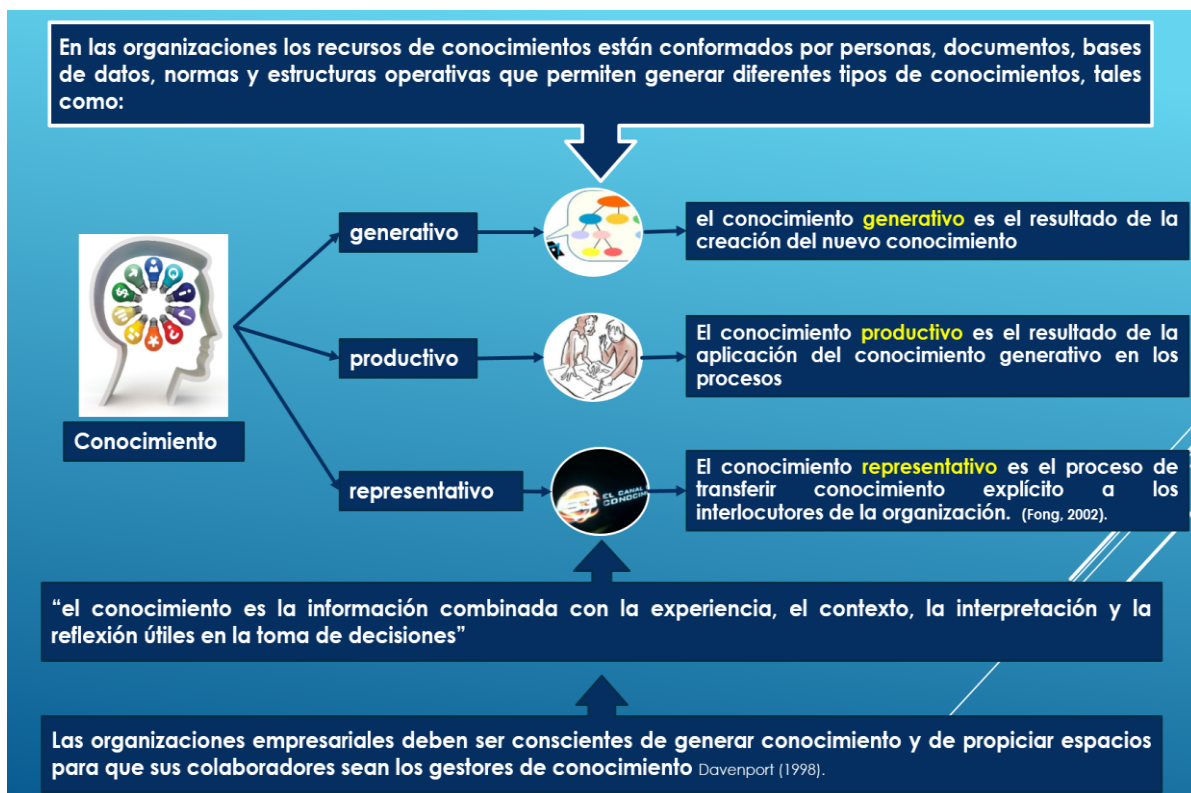 En las organizaciones los recursos de conocimientos están conformados por personas, documentos, bases
de datos, normas y estructuras operativas que permiten generar diferentes tipos de conocimientos, tales
como:
generativo
el conocimiento generativo es el resultado de la
creación del nuevo conocimiento
productivo
El conocimiento productivo es el resultado de la
aplicación del conocimiento generativo en los
procesos
Conocimiento
representativo
EL CANAL
CONOCIM
El conocimiento representativo es el proceso de
transferir conocimiento explícito a los
interlocutores de la organización. (Fong, 2002).
“el conocimiento es la información combinada con la experiencia, el contexto, la interpretación y la
reflexión útiles en la toma de decisiones”
Las organizaciones empresariales deben ser conscientes de generar conocimiento y de propiciar espacios
para que sus colaboradores sean los gestores de conocimiento Davenport (1998).